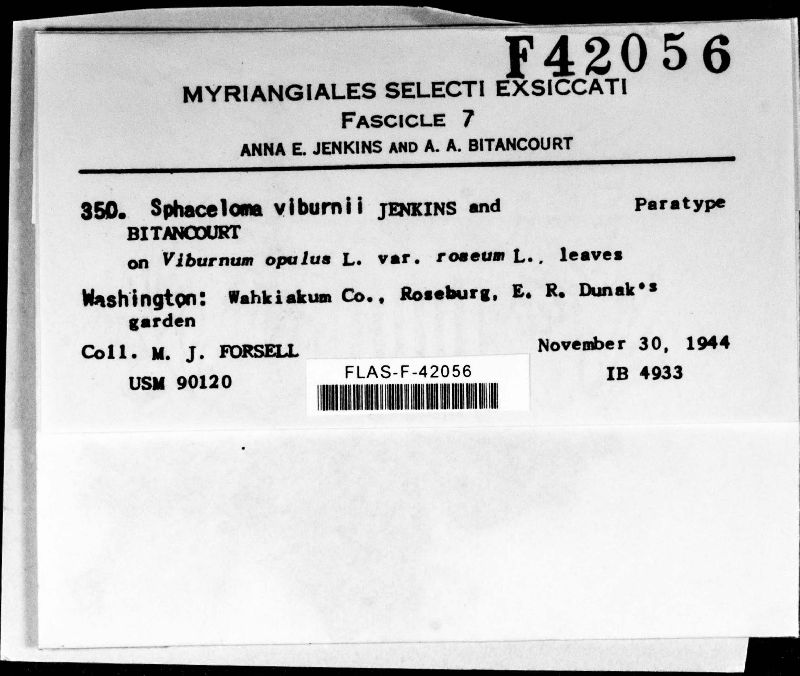 F42056
MYRIANGIALES SELECTI EXSICCATI
FASCICLE 7
ANNA E. JENKINS AND A. A. BITANCOURT
350. Sphaceloma viburnii JENKINS and Paratype
BITANCOURT
on Viburnum opulus L. var. roseum L., leaves
Washington: Wahkiakum Co., Roseburg, E. R. Dunak's
garden
Coll. M. J. FORSELL November 30, 1944
USM 90120 IB 4933
FLAS-F-42056